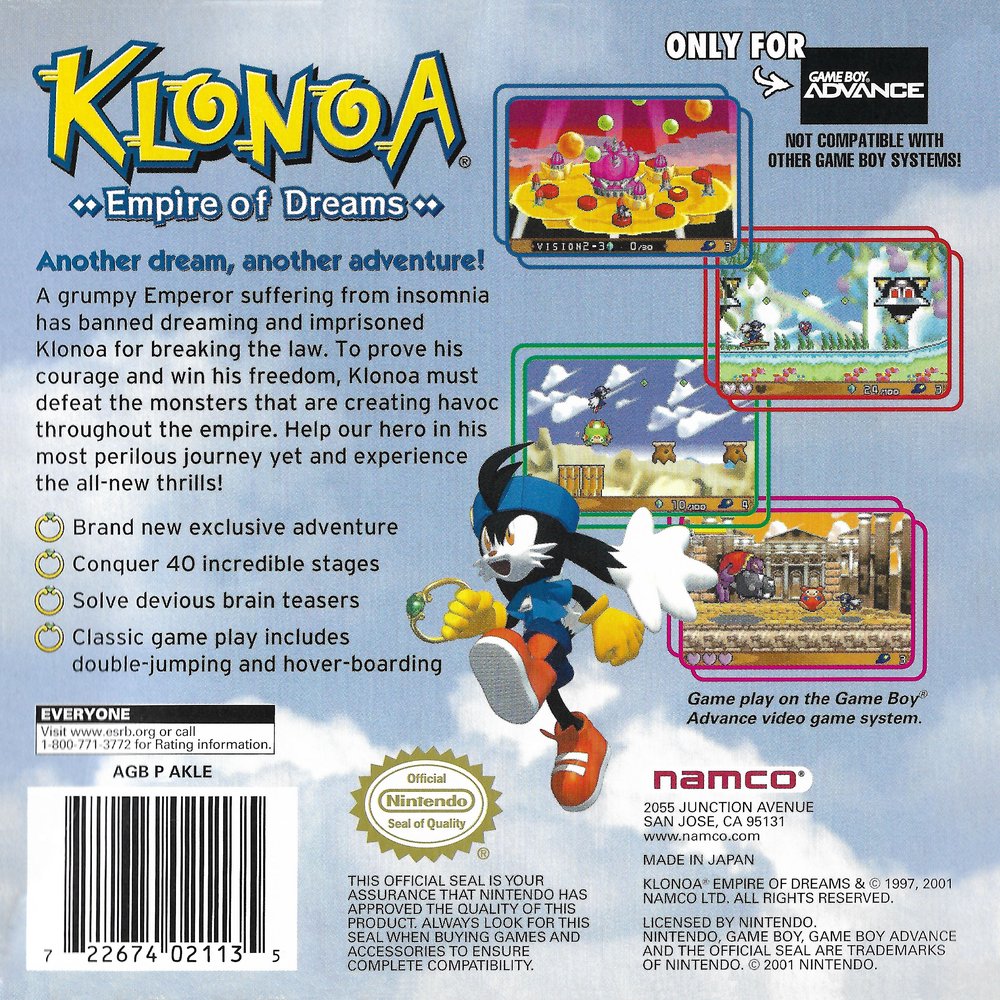 KLONOA®
Empire of Dreams
ONLY FOR
GAME BOY
ADVANCE
NOT COMPATIBLE WITH
OTHER GAME BOY SYSTEMS!
Another dream, another adventure!
A grumpy Emperor suffering from insomnia
has banned dreaming and imprisoned
Klonoa for breaking the law. To prove his
courage and win his freedom, Klonoa must
defeat the monsters that are creating havoc
throughout the empire. Help our hero in his
most perilous journey yet and experience
the all-new thrills!
Brand new exclusive adventure
Conquer 40 incredible stages
Solve devious brain teasers
Classic game play includes
double-jumping and hover-boarding
VISION2-3 0/30 3
24/100 3
10/100 3
3
Game play on the Game Boy®
Advance video game system.
EVERYONE
Visit www.esrb.org or call
1-800-771-3772 for Rating information.
AGB P AKLE
7 22674 02113 5
Official
Nintendo
Seal of Quality
®
THIS OFFICIAL SEAL IS YOUR
ASSURANCE THAT NINTENDO HAS
APPROVED THE QUALITY OF THIS
PRODUCT. ALWAYS LOOK FOR THIS
SEAL WHEN BUYING GAMES AND
ACCESSORIES TO ENSURE
COMPLETE COMPATIBILITY.
namco®
2055 JUNCTION AVENUE
SAN JOSE, CA 95131
www.namco.com
MADE IN JAPAN
KLONOA® EMPIRE OF DREAMS & © 1997, 2001
NAMCO LTD. ALL RIGHTS RESERVED.
LICENSED BY NINTENDO.
NINTENDO, GAME BOY, GAME BOY ADVANCE
AND THE OFFICIAL SEAL ARE TRADEMARKS
OF NINTENDO. © 2001 NINTENDO.